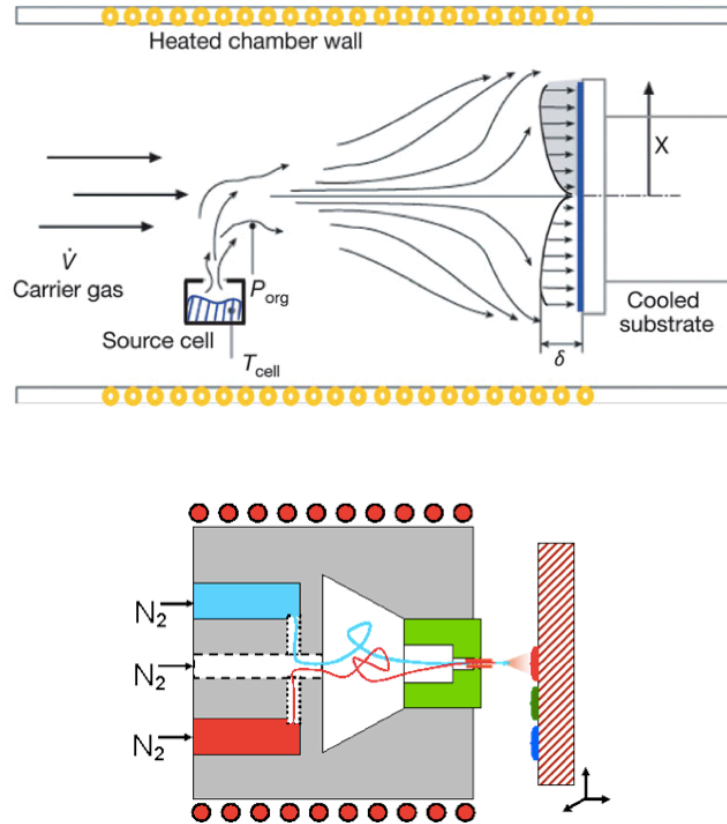 Heated chamber wall
X
V̇
Carrier gas
P_org
Source cell
T_cell
δ
Cooled
substrate
N₂
N₂
N₂